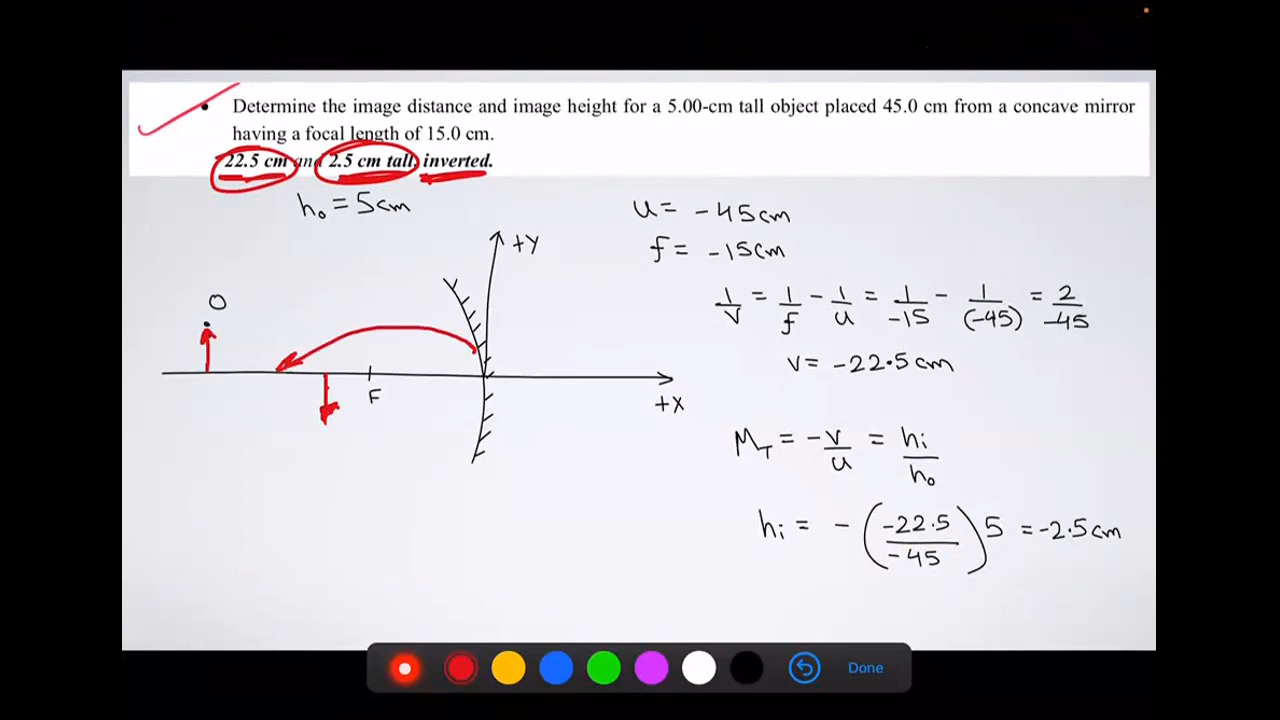 • Determine the image distance and image height for a 5.00-cm tall object placed 45.0 cm from a concave mirror
having a focal length of 15.0 cm.
22.5 cm and 2.5 cm tall, inverted.
h₀ = 5cm
u = -45cm
f = -15cm
+Y
O
1/v = 1/f - 1/u = 1/-15 - 1/(-45) = 2/-45
v = -22.5cm
F
+X
M_T = -v/u = hᵢ/h₀
hᵢ = -(-22.5/-45)5 = -2.5cm
Done